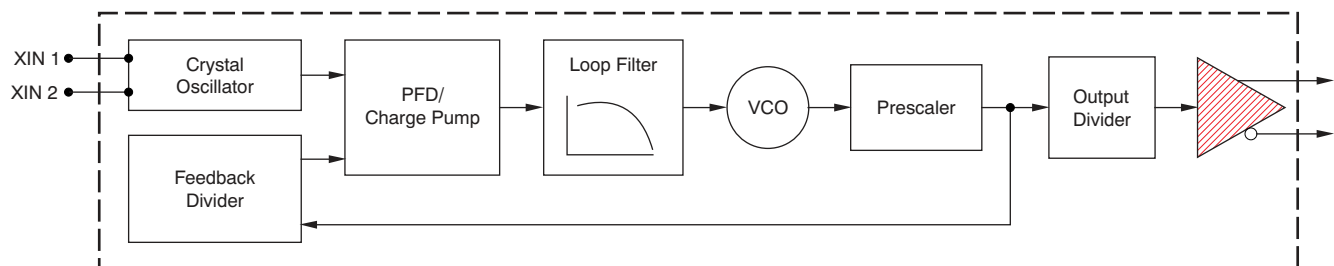 XIN 1
XIN 2
Crystal
Oscillator
PFD/
Charge Pump
Loop Filter
VCO
Prescaler
Output
Divider
Feedback
Divider